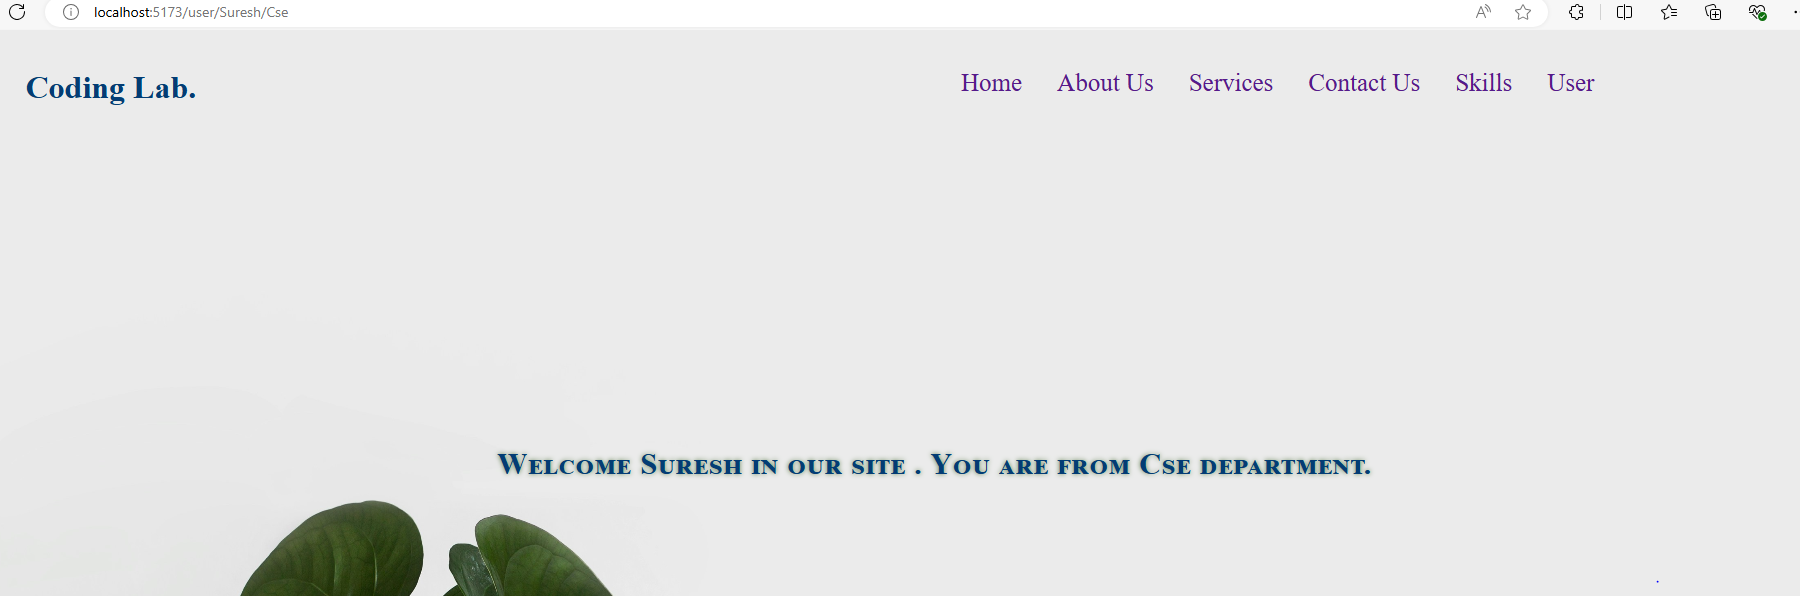 localhost:5173/user/Suresh/Cse
Coding Lab.
Home About Us Services Contact Us Skills User
Welcome Suresh in our site . You are from Cse department.